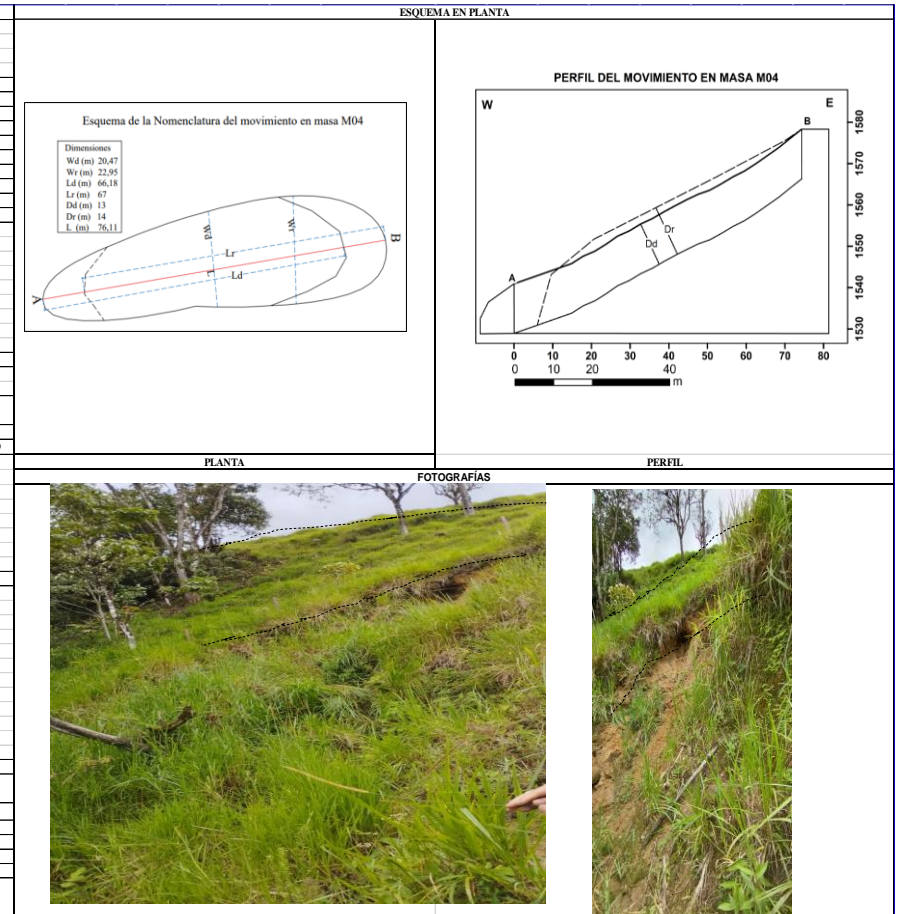 ESQUEMA EN PLANTA
Esquema de la Nomenclatura del movimiento en masa M04
Dimensiones
Wd (m) 20,47
Wr (m) 22,95
Ld (m) 66,18
Lr (m) 67
Dd (m) 13
Dr (m) 14
L (m) 76,11
Wd
Wr
Lr
L
Ld
A
B
PERFIL DEL MOVIMIENTO EN MASA M04
W
E
B
A
Dr
Dd
1580
1570
1560
1550
1540
1530
0 10 20 30 40 50 60 70 80
0 10 20 40
m
PLANTA
PERFIL
FOTOGRAFÍAS